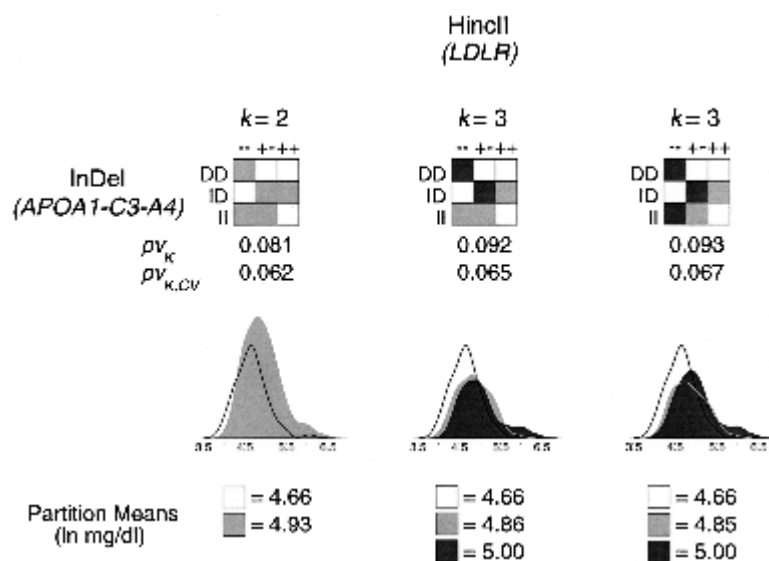 HincII
(LDLR)
k = 2 k = 3 k = 3
-- +- ++ -- +- ++ -- +- ++
DD DD DD
InDel ID ID ID
(APOA1-C3-A4) II II II
pvκ 0.081 0.092 0.093
pvκ,CV 0.062 0.065 0.067
3.5 4.5 5.5 6.5 3.5 4.5 5.5 6.5 3.5 4.5 5.5 6.5
= 4.66 = 4.66 = 4.66
Partition Means = 4.93 = 4.86 = 4.85
(ln mg/dl) = 5.00 = 5.00